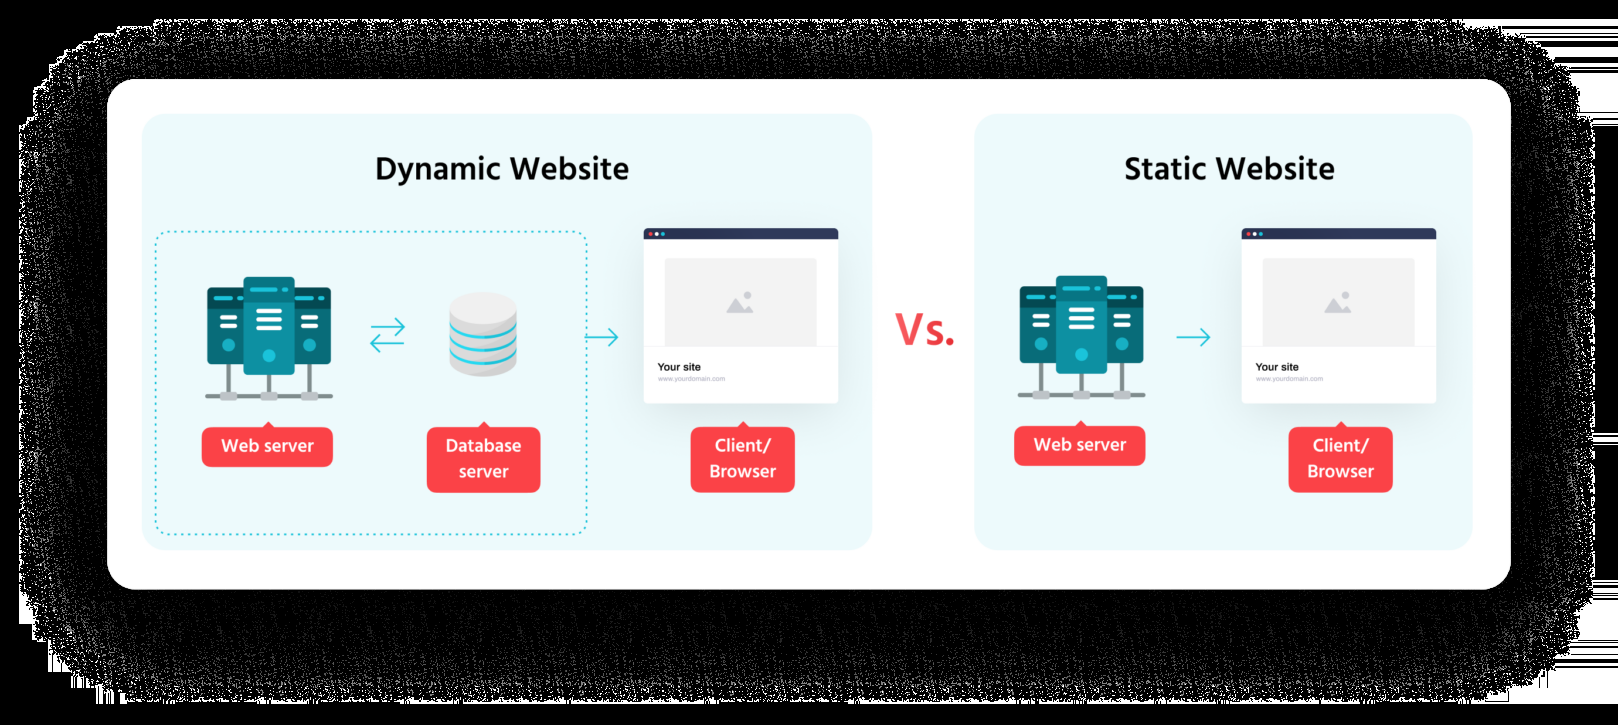 Dynamic Website
Web server
Database
server
Your site
www.yourdomain.com
Client/
Browser
Vs.
Static Website
Web server
Your site
www.yourdomain.com
Client/
Browser